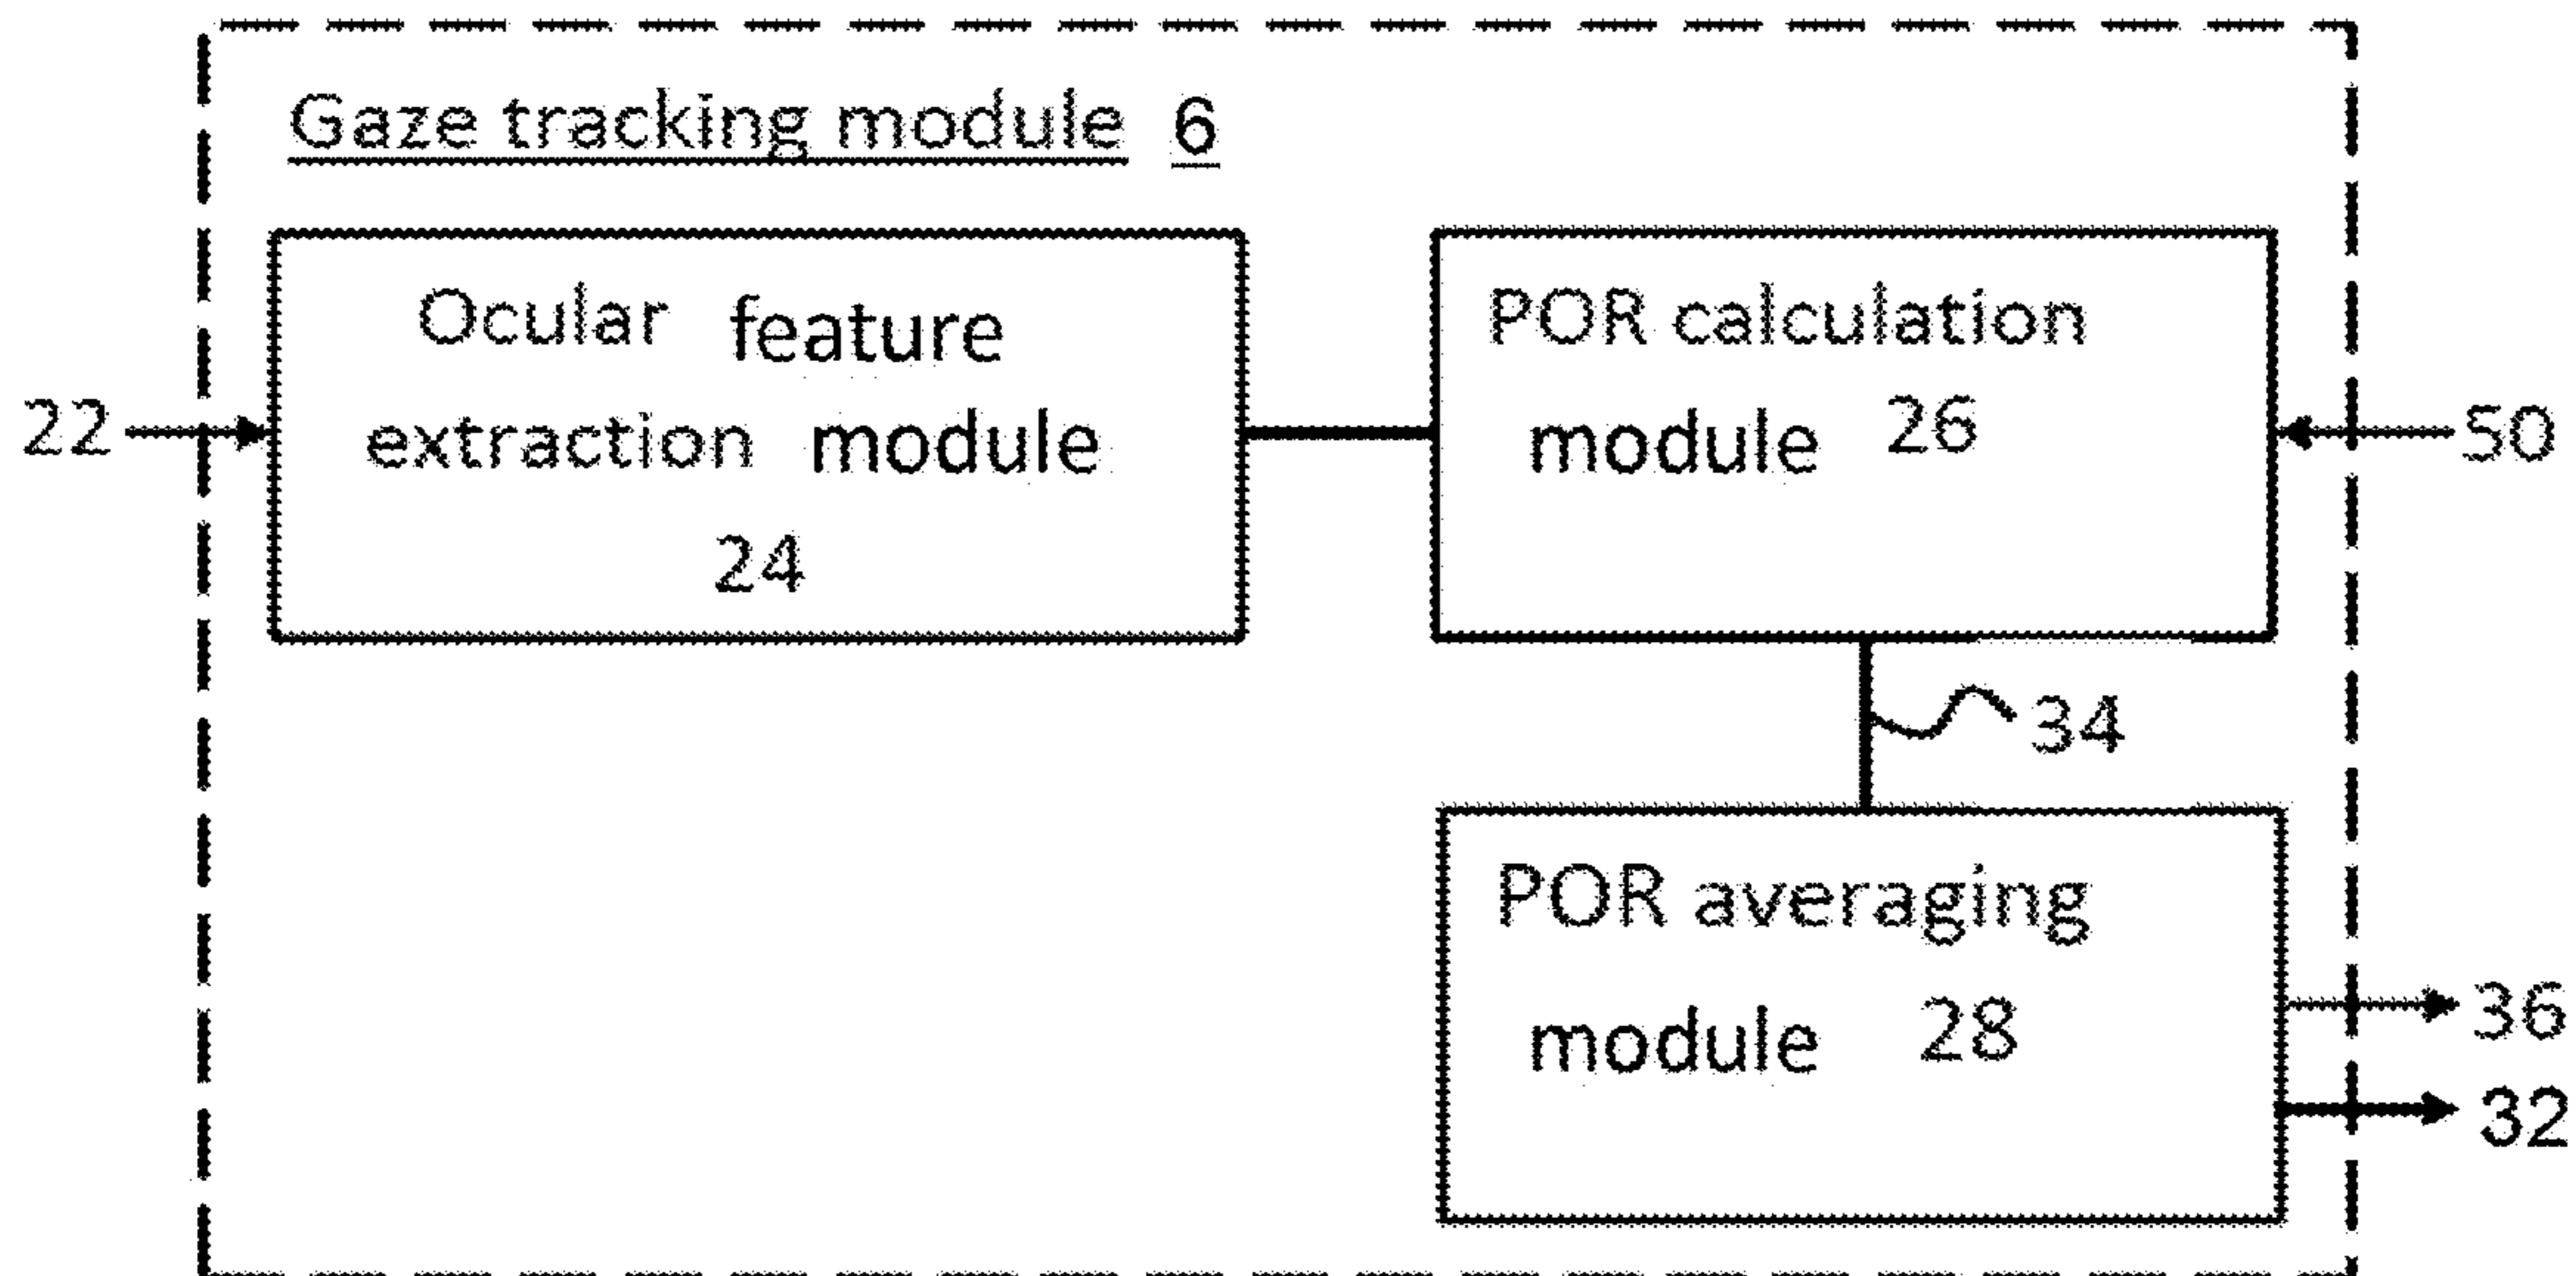 Gaze tracking module 6
Ocular feature
extraction module
24
POR calculation
module 26
22
50
34
POR averaging
module 28
36
32